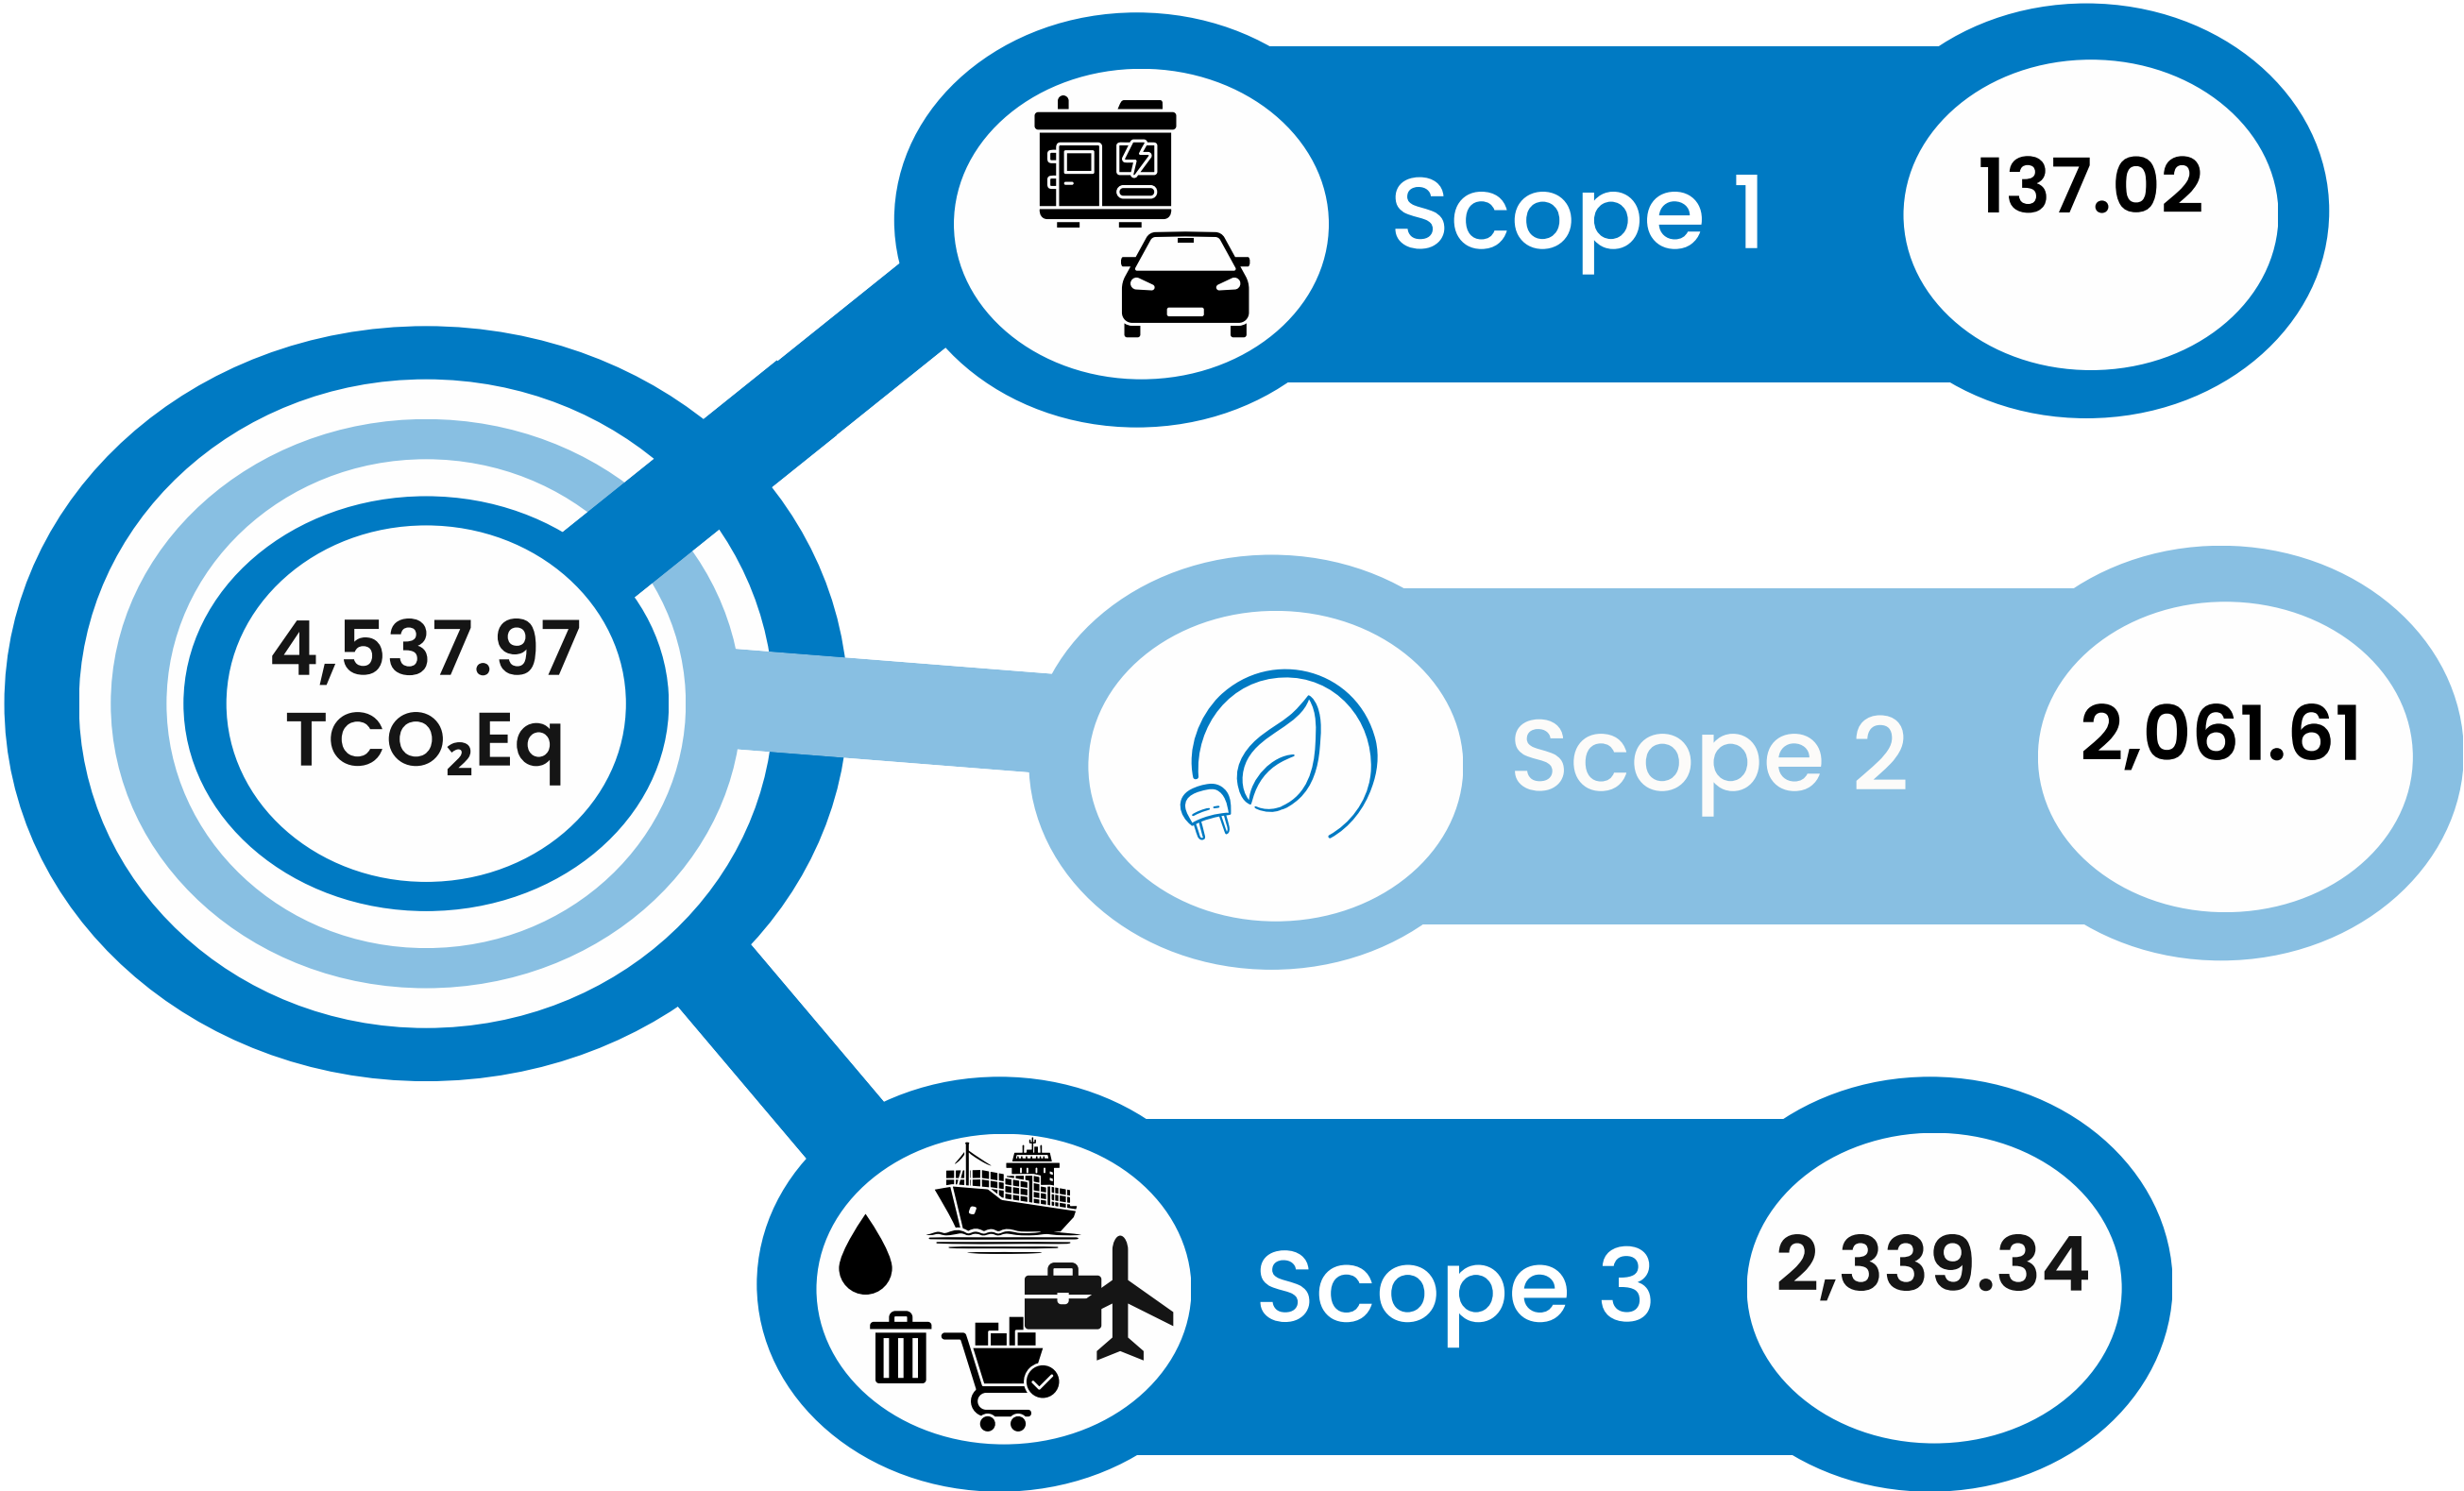 Scope 1
137.02
4,537.97
TCO₂Eq
Scope 2
2,061.61
Scope 3
2,339.34